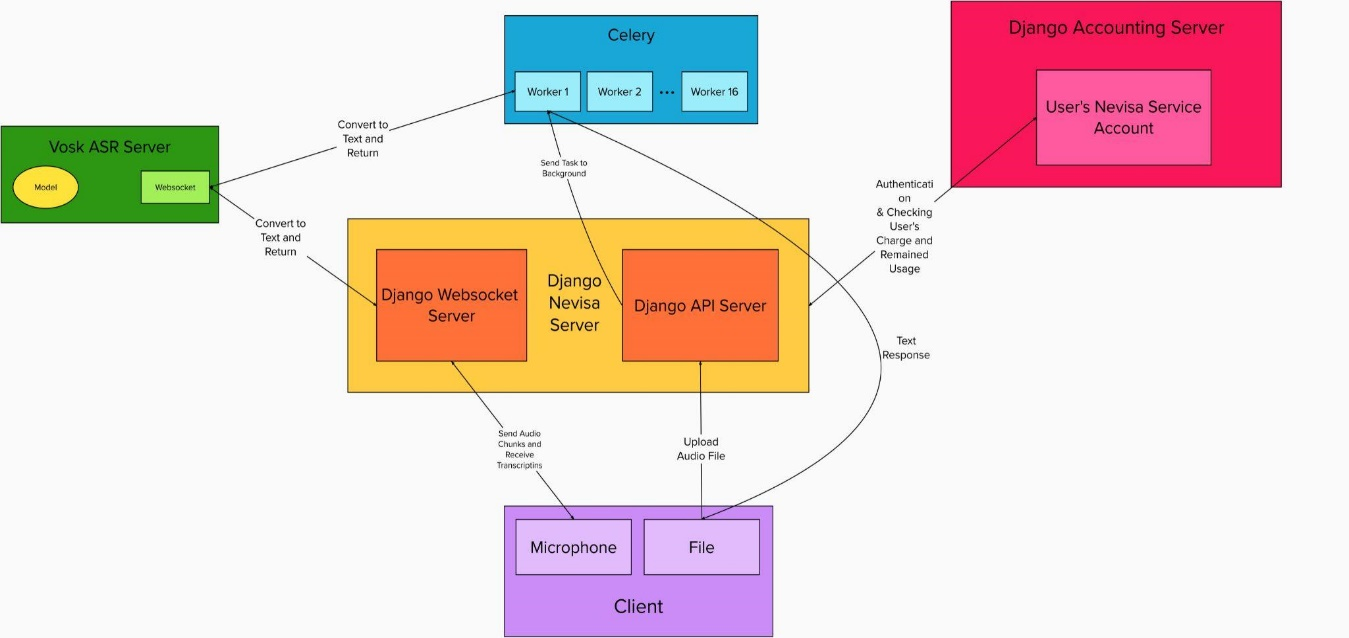 Celery
Worker 1
Worker 2
...
Worker 16
Django Accounting Server
User's Nevisa Service
Account
Vosk ASR Server
Model
Websocket
Convert to
Text and
Return
Convert to
Text and
Return
Send Task to
Background
Authenticati
on
& Checking
User's
Charge and
Remained
Usage
Django Websocket
Server
Django
Nevisa
Server
Django API Server
Text
Response
Send Audio
Chunks and
Receive
Transcriptins
Upload
Audio File
Microphone
File
Client